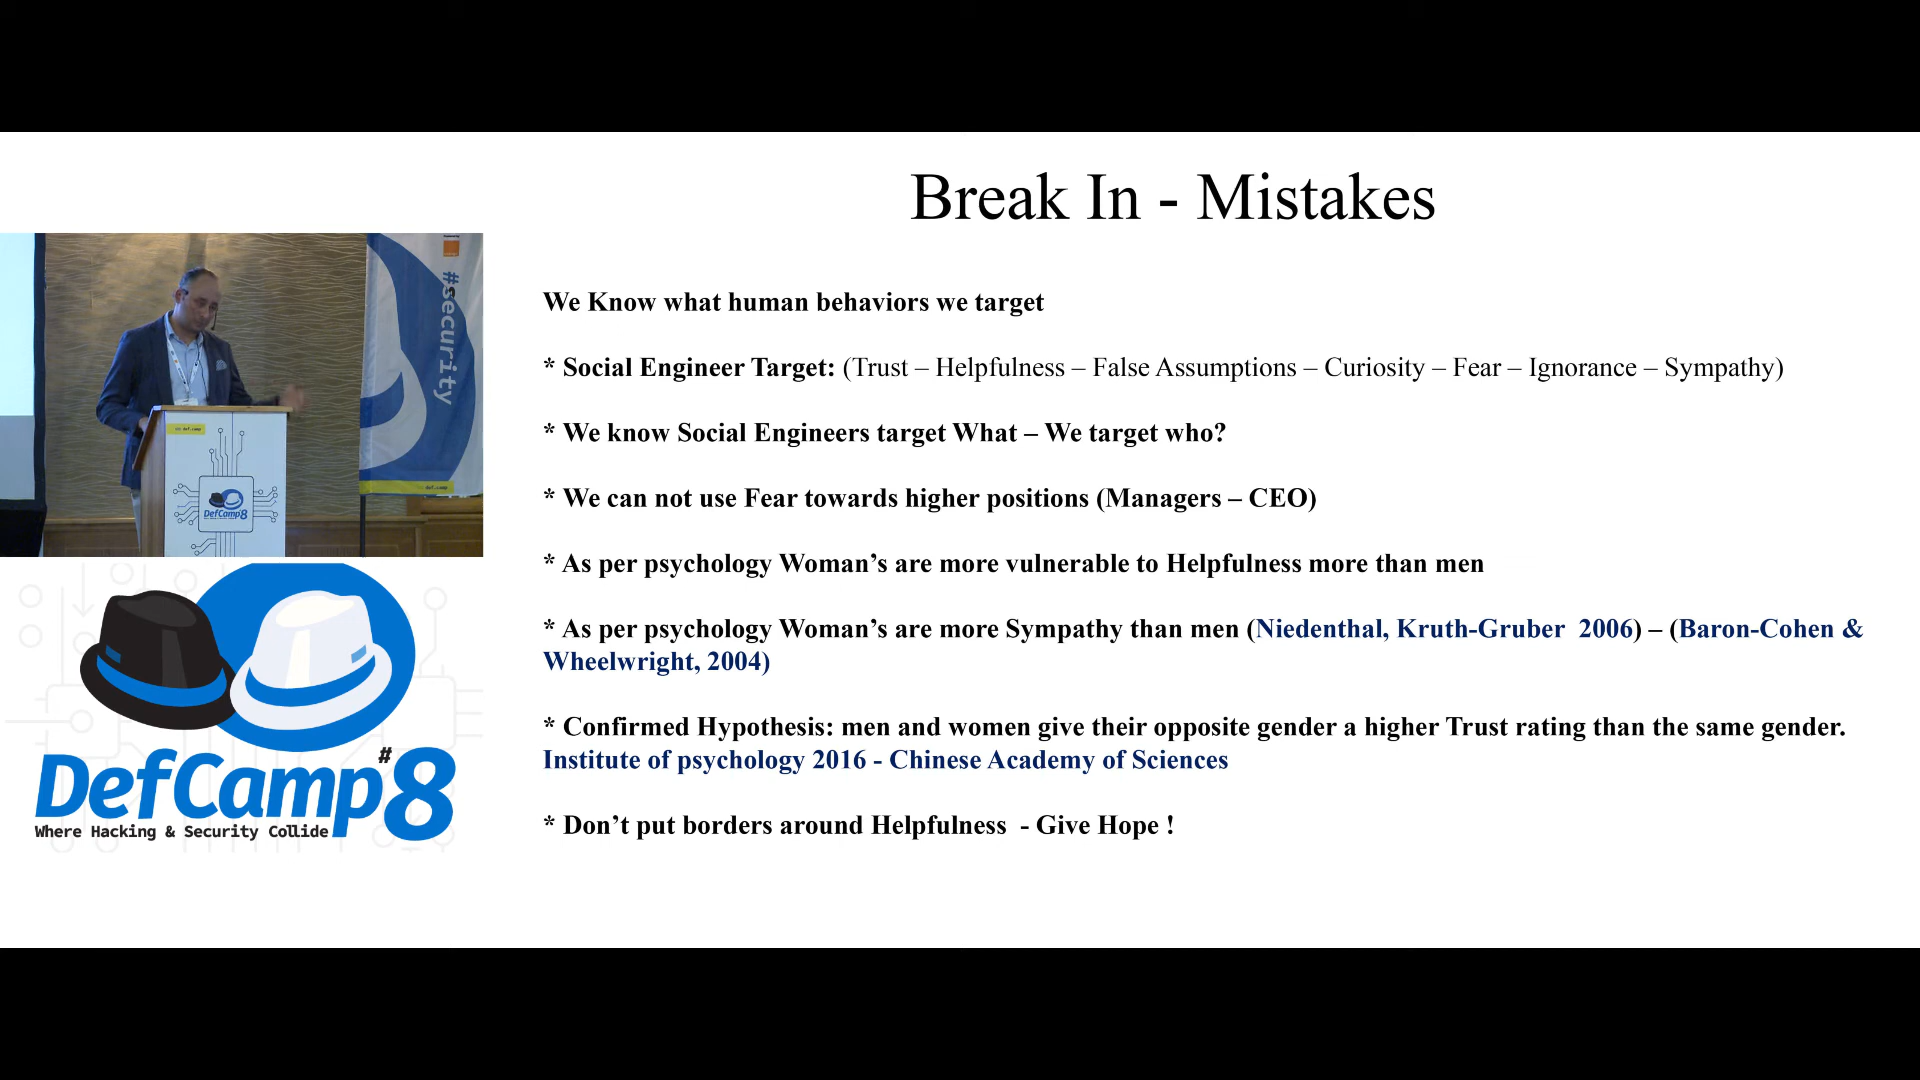 Break In - Mistakes
We Know what human behaviors we target
* Social Engineer Target: (Trust – Helpfulness – False Assumptions – Curiosity – Fear – Ignorance – Sympathy)
* We know Social Engineers target What – We target who?
* We can not use Fear towards higher positions (Managers – CEO)
* As per psychology Woman’s are more vulnerable to Helpfulness more than men
* As per psychology Woman’s are more Sympathy than men (Niedenthal, Kruth-Gruber 2006) – (Baron-Cohen &
Wheelwright, 2004)
* Confirmed Hypothesis: men and women give their opposite gender a higher Trust rating than the same gender.
Institute of psychology 2016 - Chinese Academy of Sciences
* Don’t put borders around Helpfulness - Give Hope !
#security
DefCamp8
DefCamp#8
Where Hacking & Security Collide